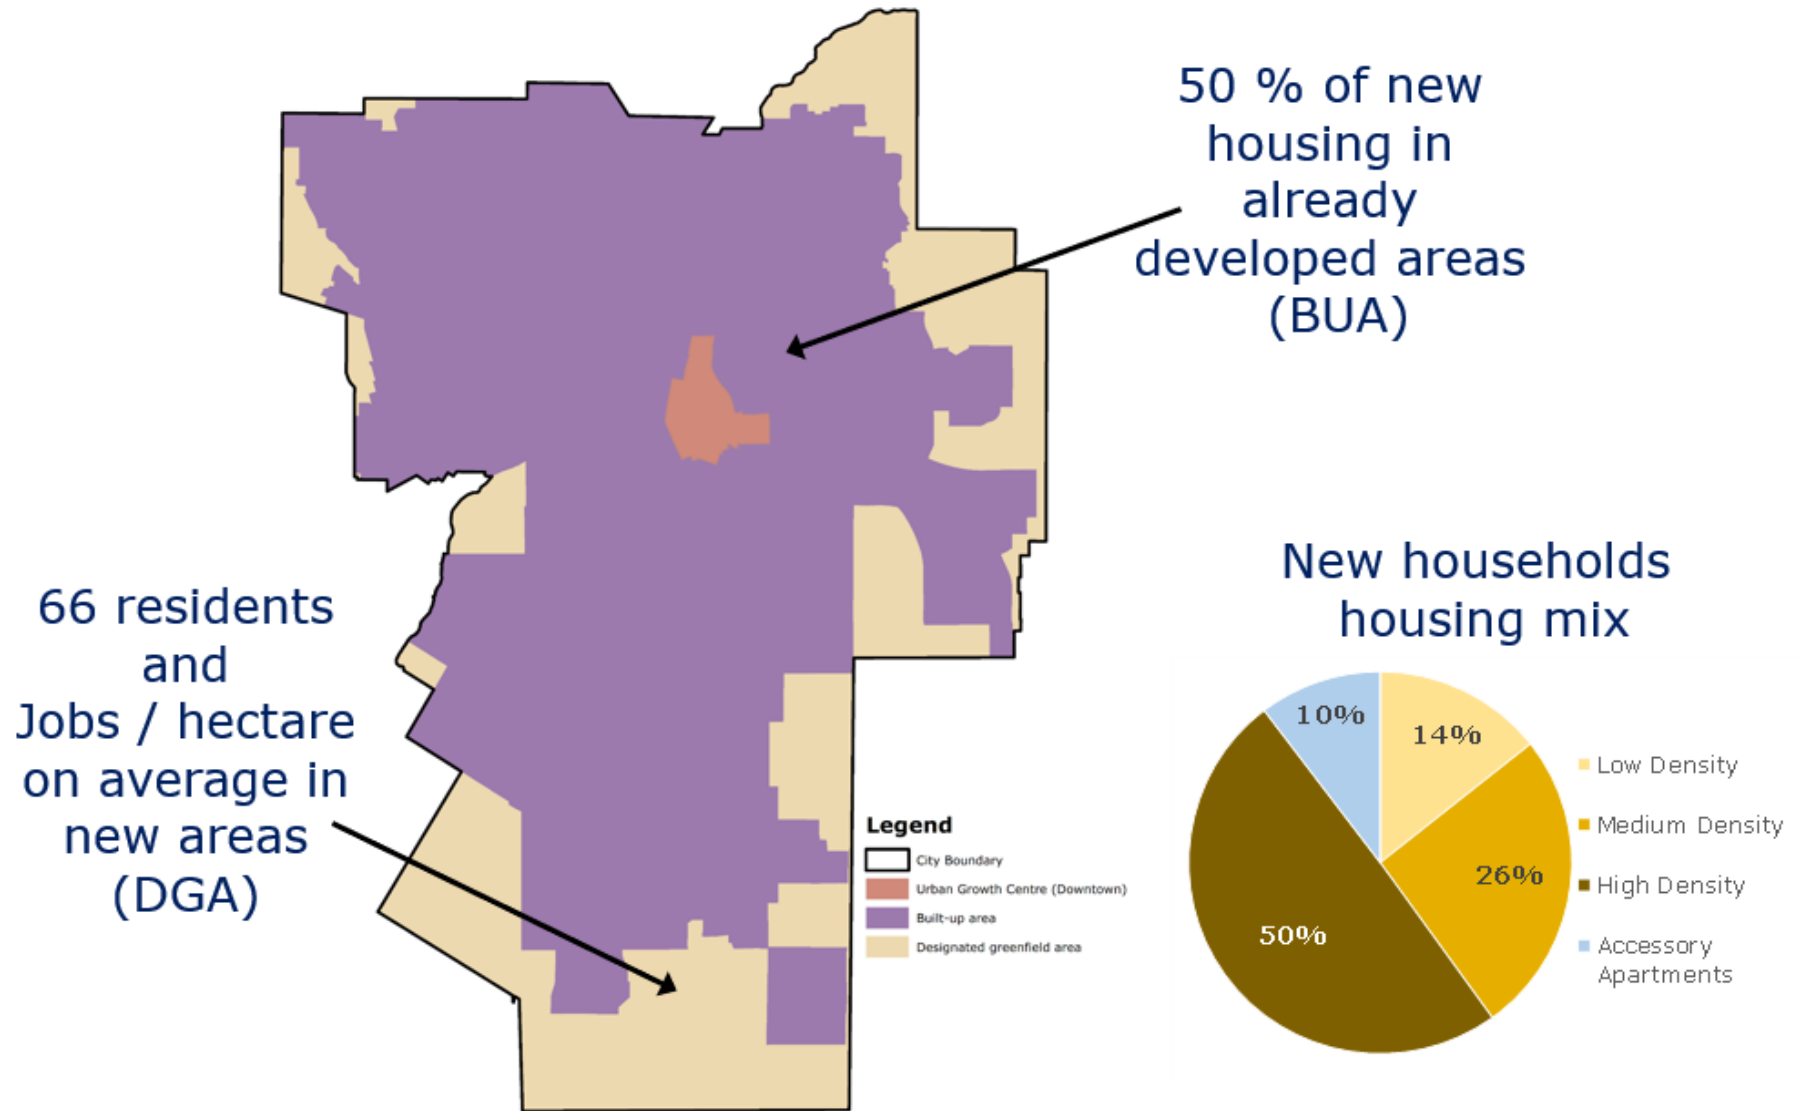 50 % of new
housing in
already
developed areas
(BUA)
66 residents
and
Jobs / hectare
on average in
new areas
(DGA)
Legend
City Boundary
Urban Growth Centre (Downtown)
Built-up area
Designated greenfield area
New households
housing mix
10%
14%
26%
50%
Low Density
Medium Density
High Density
Accessory
Apartments